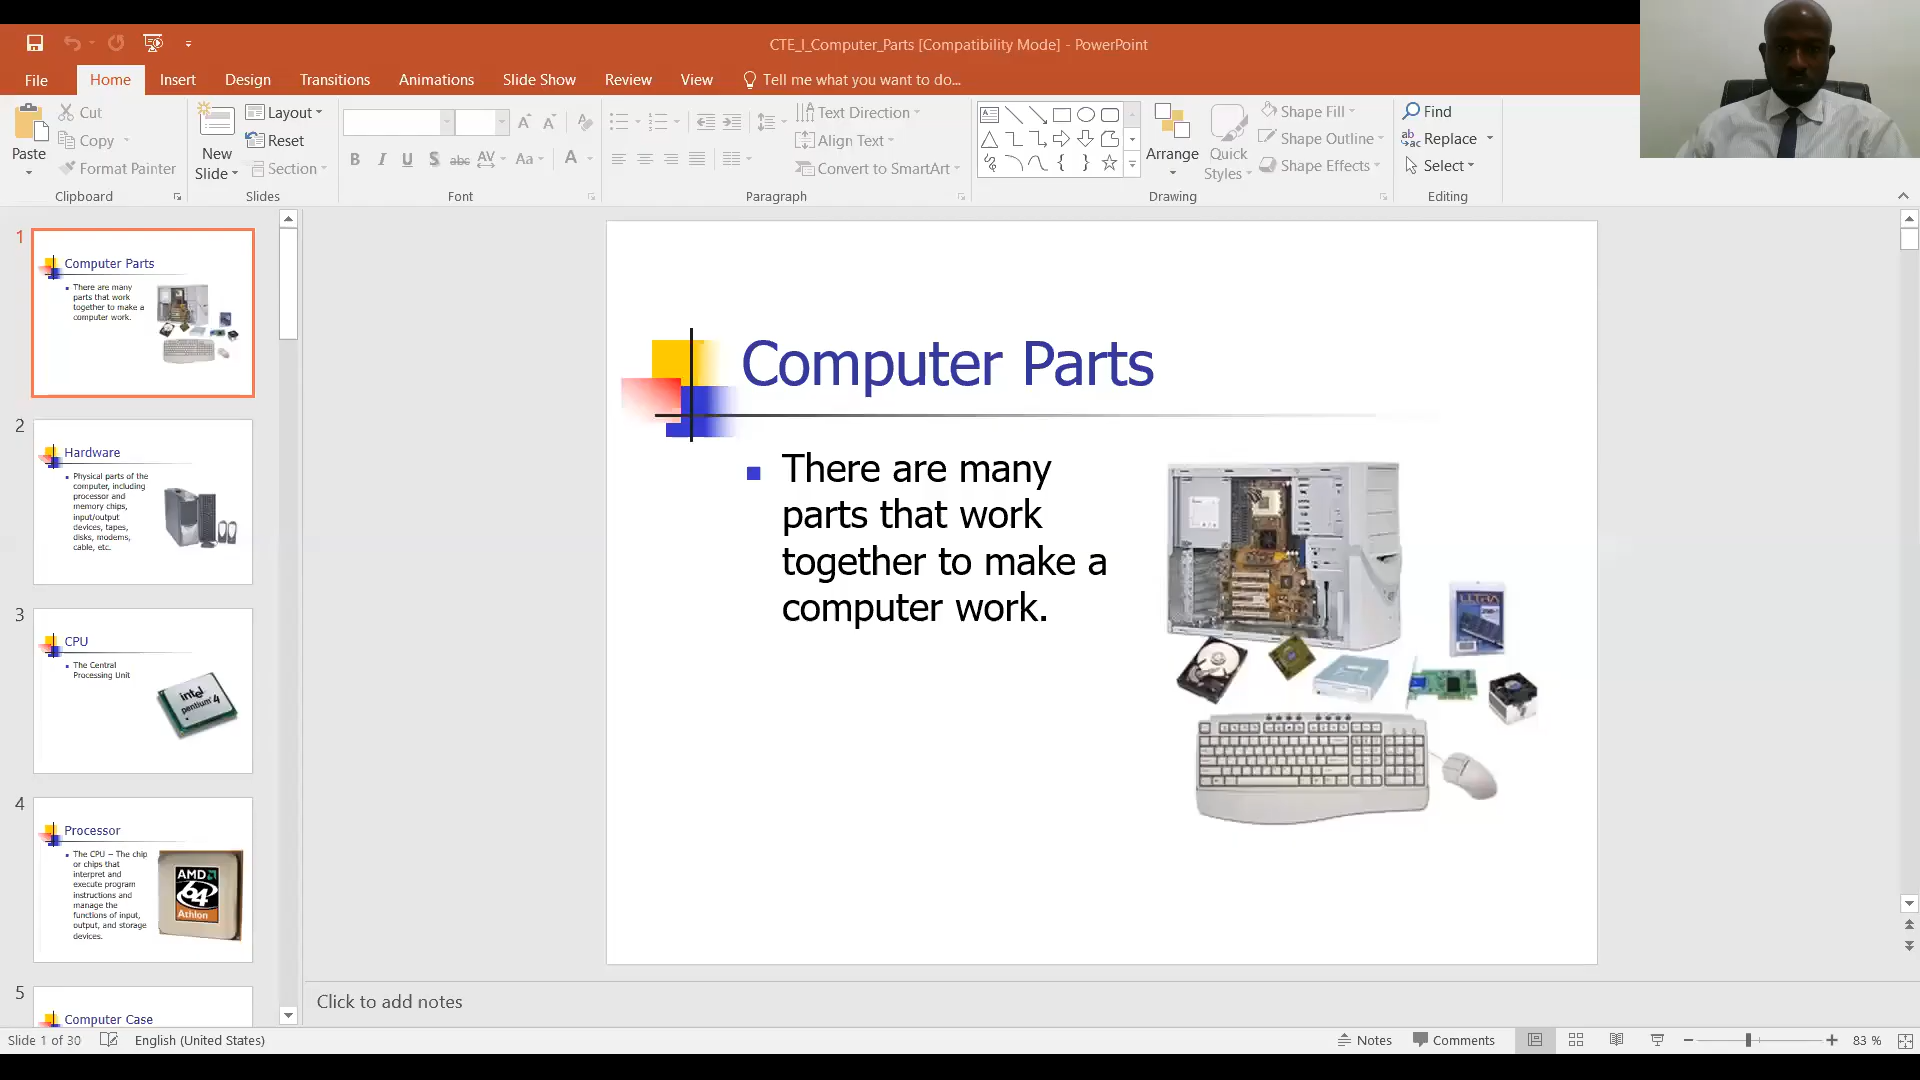 CTE_I_Computer_Parts [Compatibility Mode] - PowerPoint
File
Home
Insert
Design
Transitions
Animations
Slide Show
Review
View
Tell me what you want to do...
Paste
Cut
Copy
Format Painter
Clipboard
New Slide
Layout
Reset
Section
Slides
B I U S abc AV Aa A
Font
Text Direction
Align Text
Convert to SmartArt
Paragraph
Arrange
Quick Styles
Shape Fill
Shape Outline
Shape Effects
Drawing
Find
Replace
Select
Editing
1
Computer Parts
There are many
parts that work
together to make a
computer work.
2
Hardware
Physical parts of the
computer, including
processor and
memory chips,
input/output
devices, tapes,
disks, modems,
cable, etc.
3
CPU
The Central
Processing Unit
intel
pentium 4
4
Processor
The CPU – The chip
or chips that
interpret and
execute program
instructions and
manage the
functions of input,
output, and storage
devices.
AMD
64
Athlon
5
Computer Case
Computer Parts
There are many
parts that work
together to make a
computer work.
ULTRA
Click to add notes
Slide 1 of 30
English (United States)
Notes
Comments
83 %